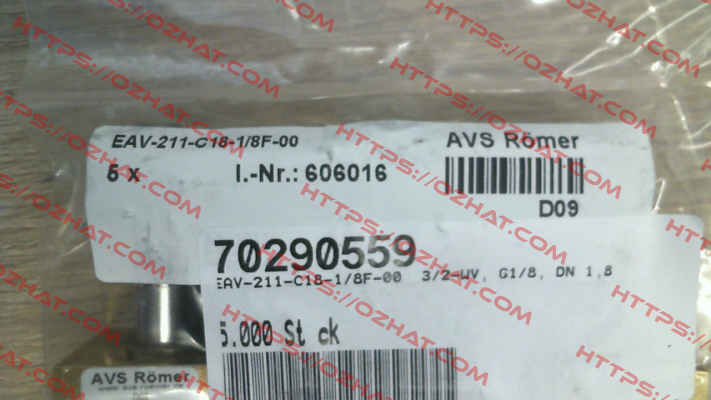 EAV-211-C18-1/8F-00
AVS Römer
5 x
I.-Nr.: 606016
D09
70290559
EAV-211-C18-1/8F-00 3/2-WV, G1/8, DN 1,8
5.000 St ck
AVS Römer
HTTPS://OZHAT.COM